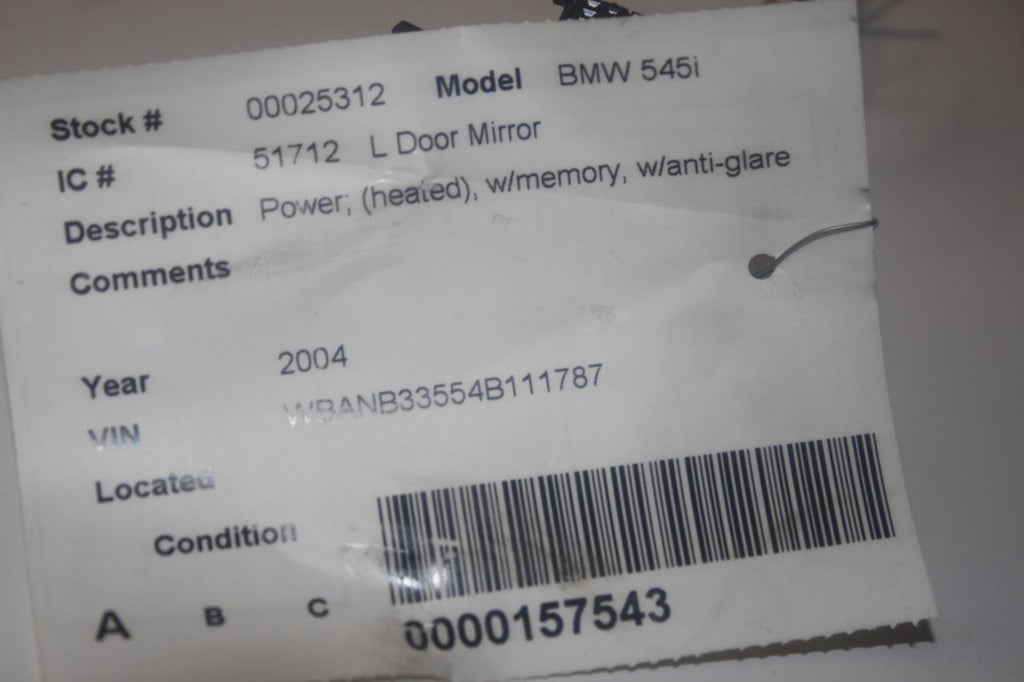 Stock # 00025312 Model BMW 545i
IC # 51712 L Door Mirror
Description Power; (heated), w/memory, w/anti-glare
Comments
Year 2004
VIN WBANB33554B111787
Located
Condition
A B C
0000157543